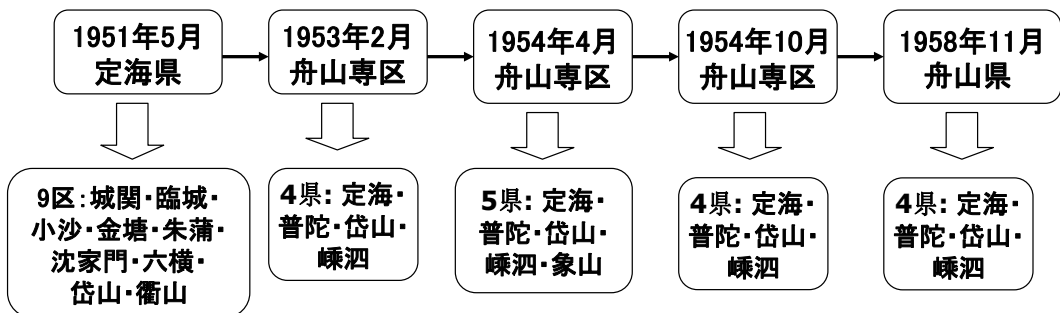 1951年5月
定海県
1953年2月
舟山専区
1954年4月
舟山専区
1954年10月
舟山専区
1958年11月
舟山県
9区:城関・臨城・
小沙・金塘・朱蒲・
沈家門・六横・
岱山・衢山
4県: 定海・
普陀・岱山・
嵊泗
5県: 定海・
普陀・岱山・
嵊泗・象山
4県: 定海・
普陀・岱山・
嵊泗
4県: 定海・
普陀・岱山・
嵊泗